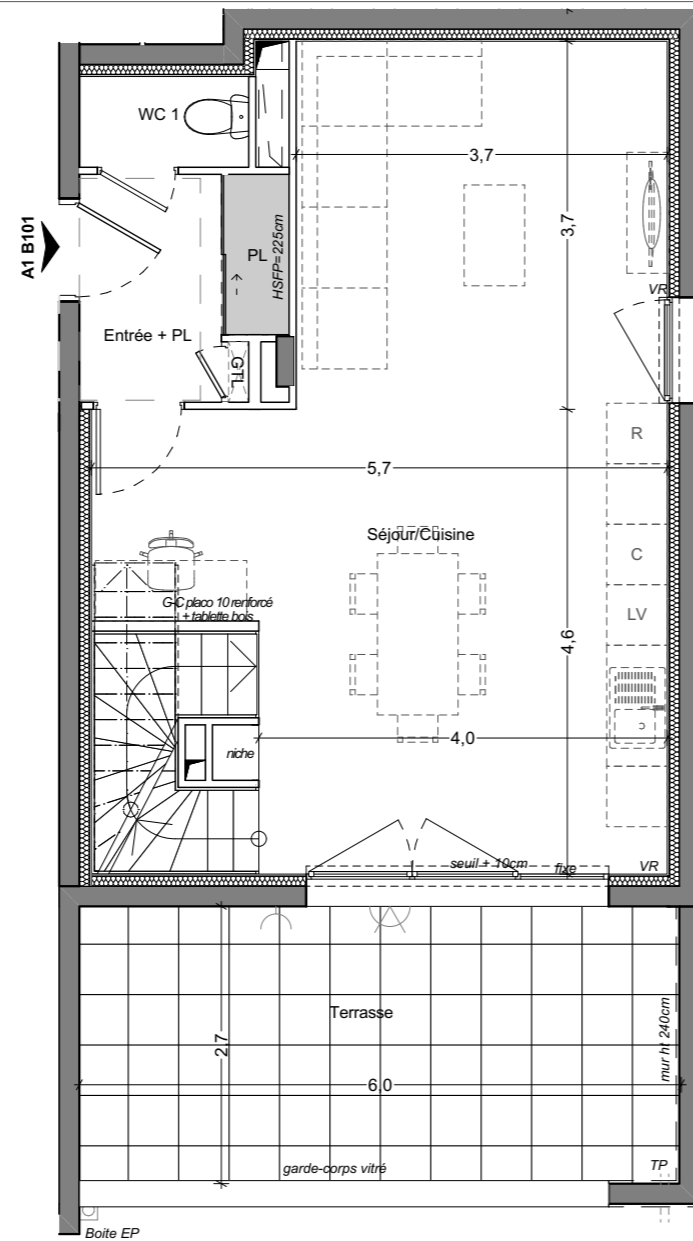 WC 1
3,7
3,7
A1 B101
PL
HSFP=225cm
VR
Entrée + PL
GTL
R
5,7
Séjour/Cuisine
C
G-C placo 10 renforcé
+ tablette bois
LV
4,6
4,0
niche
seuil + 10cm
fixe
VR
Terrasse
2,7
mur ht 240cm
6,0
garde-corps vitré
TP
Boite EP